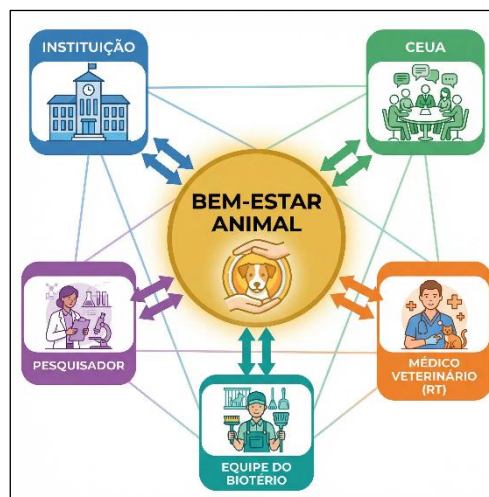 INSTITUIÇÃO
CEUA
BEM-ESTAR
ANIMAL
PESQUISADOR
MÉDICO
VETERINÁRIO
(RT)
EQUIPE DO
BIOTÉRIO